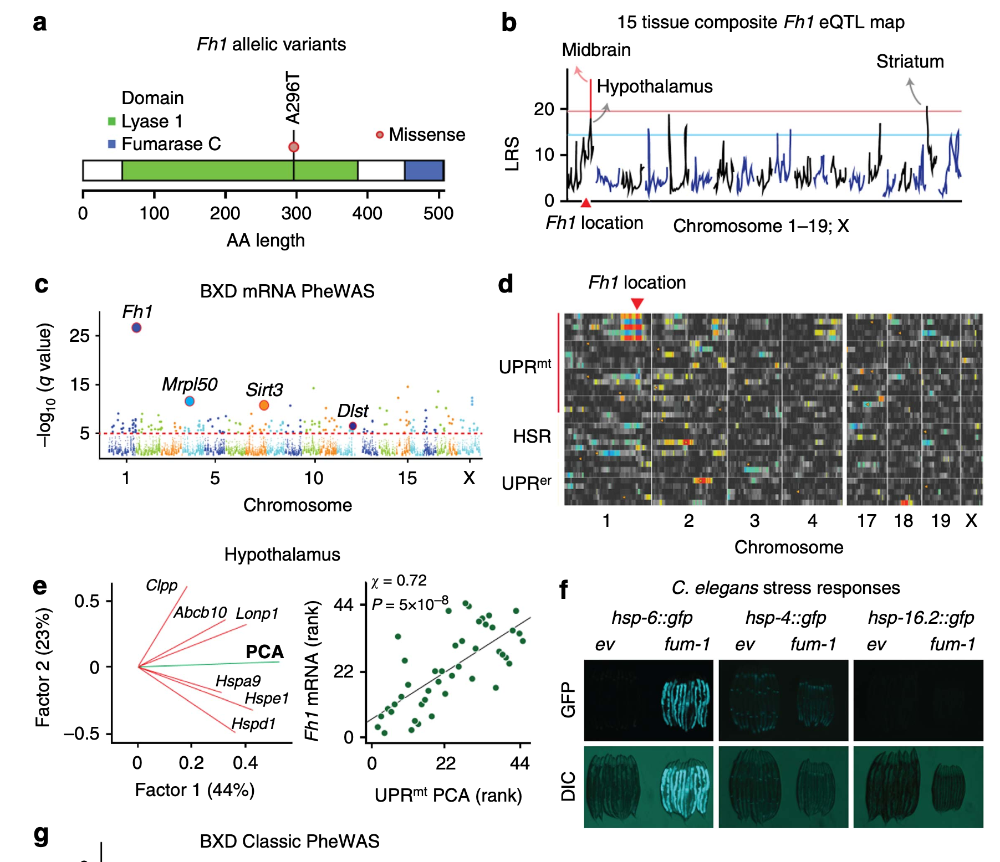 a
Fh1 allelic variants
Domain
Lyase 1
Fumarase C
A296T
Missense
0 100 200 300 400 500
AA length
b
15 tissue composite Fh1 eQTL map
Midbrain
Hypothalamus
Striatum
LRS
20
10
0
Fh1 location
Chromosome 1–19; X
c
BXD mRNA PheWAS
–log10 (q value)
25
15
5
Fh1
Mrpl50
Sirt3
Dlst
1 5 10 15 X
Chromosome
d
Fh1 location
UPRmt
HSR
UPRer
1 2 3 4 17 18 19 X
Chromosome
e
Hypothalamus
Factor 2 (23%)
0.5
0
–0.5
Clpp
Abcb10
Lonp1
PCA
Hspa9
Hspe1
Hspd1
0 0.2 0.4
Factor 1 (44%)
χ = 0.72
P = 5×10–8
Fh1 mRNA (rank)
44
22
0
0 22 44
UPRmt PCA (rank)
f
C. elegans stress responses
hsp-6::gfp hsp-4::gfp hsp-16.2::gfp
ev fum-1 ev fum-1 ev fum-1
GFP
DIC
g
BXD Classic PheWAS